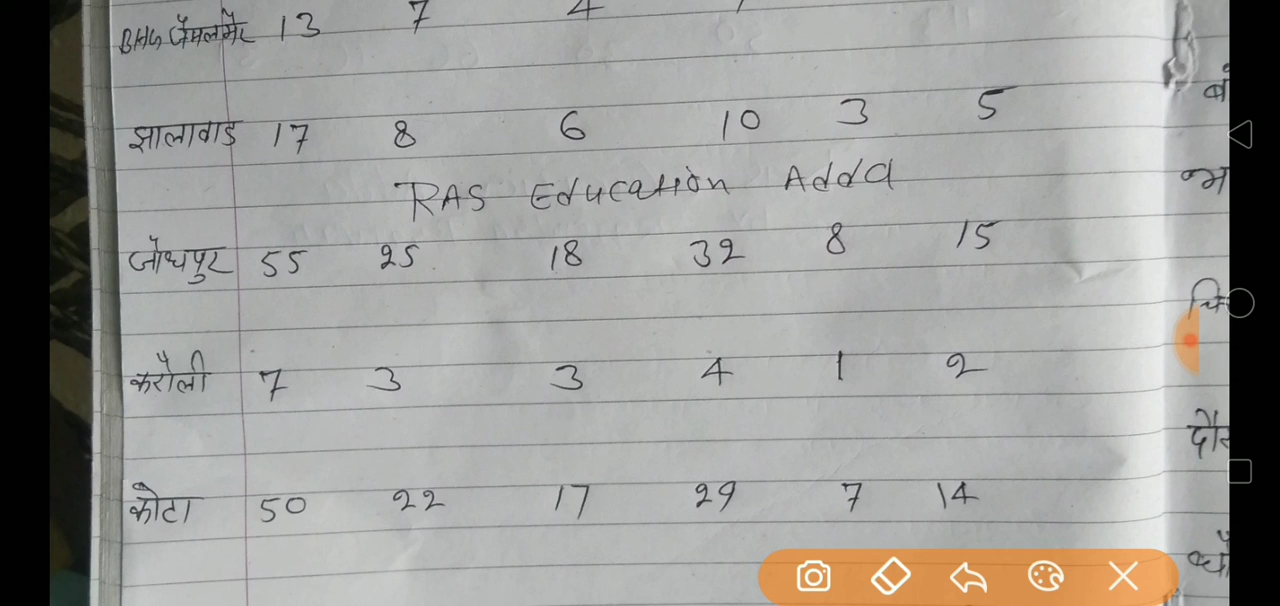 BHG जैसलमेर 13 7 4
झालावाड 17 8 6 10 3 5
RAS Education Adda
जोधपुर 55 25 18 32 8 15
करौली 7 3 3 4 1 2
कोटा 50 22 17 29 7 14